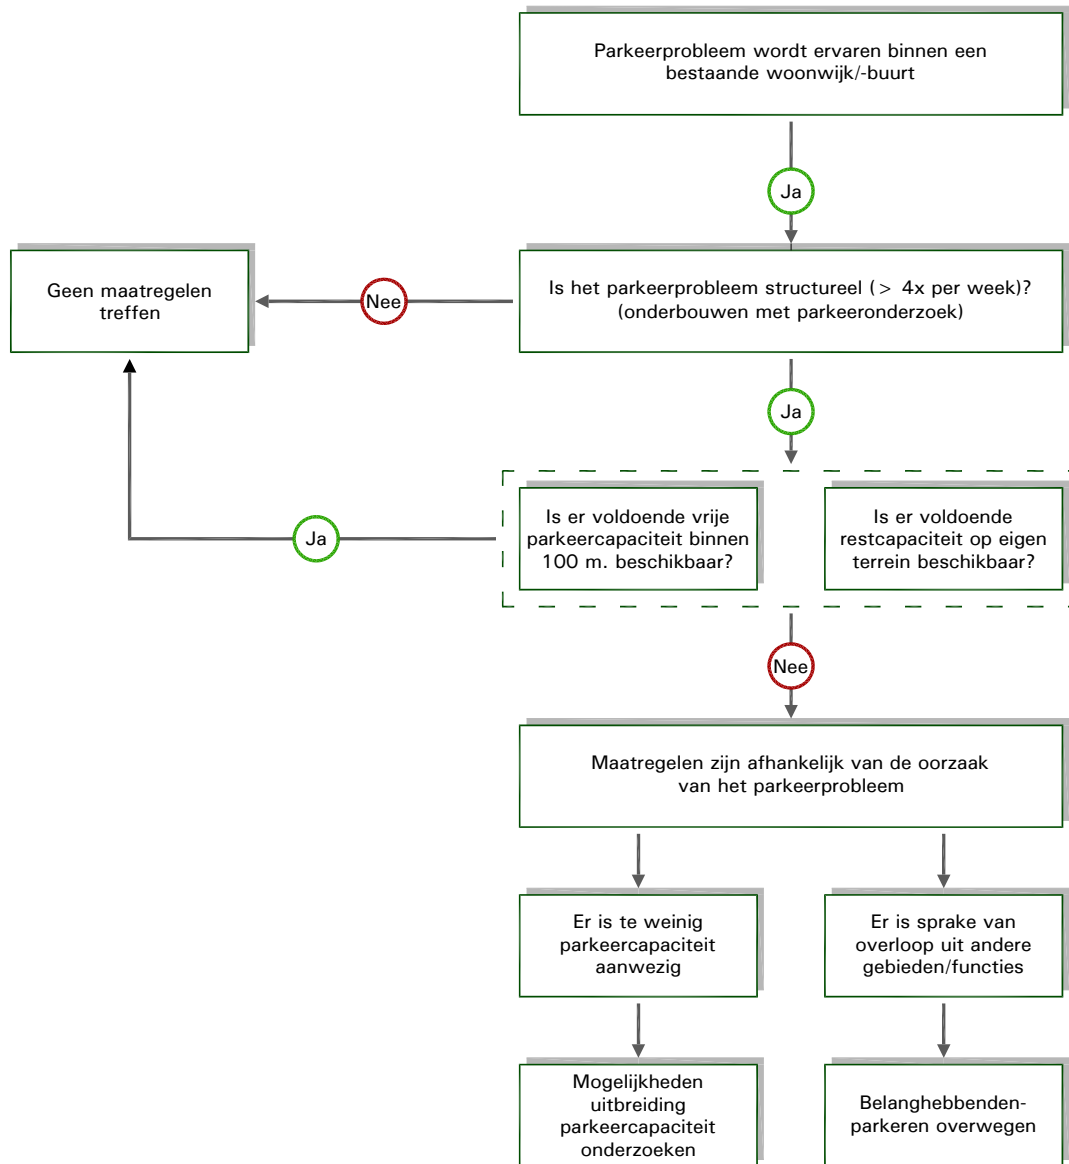 Parkeerprobleem wordt ervaren binnen een
bestaande woonwijk/-buurt
Ja
Geen maatregelen
treffen
Nee
Is het parkeerprobleem structureel (> 4x per week)?
(onderbouwen met parkeeronderzoek)
Ja
Is er voldoende vrije
parkeercapaciteit binnen
100 m. beschikbaar?
Is er voldoende
restcapaciteit op eigen
terrein beschikbaar?
Ja
Nee
Maatregelen zijn afhankelijk van de oorzaak
van het parkeerprobleem
Er is te weinig
parkeercapaciteit
aanwezig
Er is sprake van
overloop uit andere
gebieden/functies
Mogelijkheden
uitbreiding
parkeercapaciteit
onderzoeken
Belanghebbenden-
parkeren overwegen